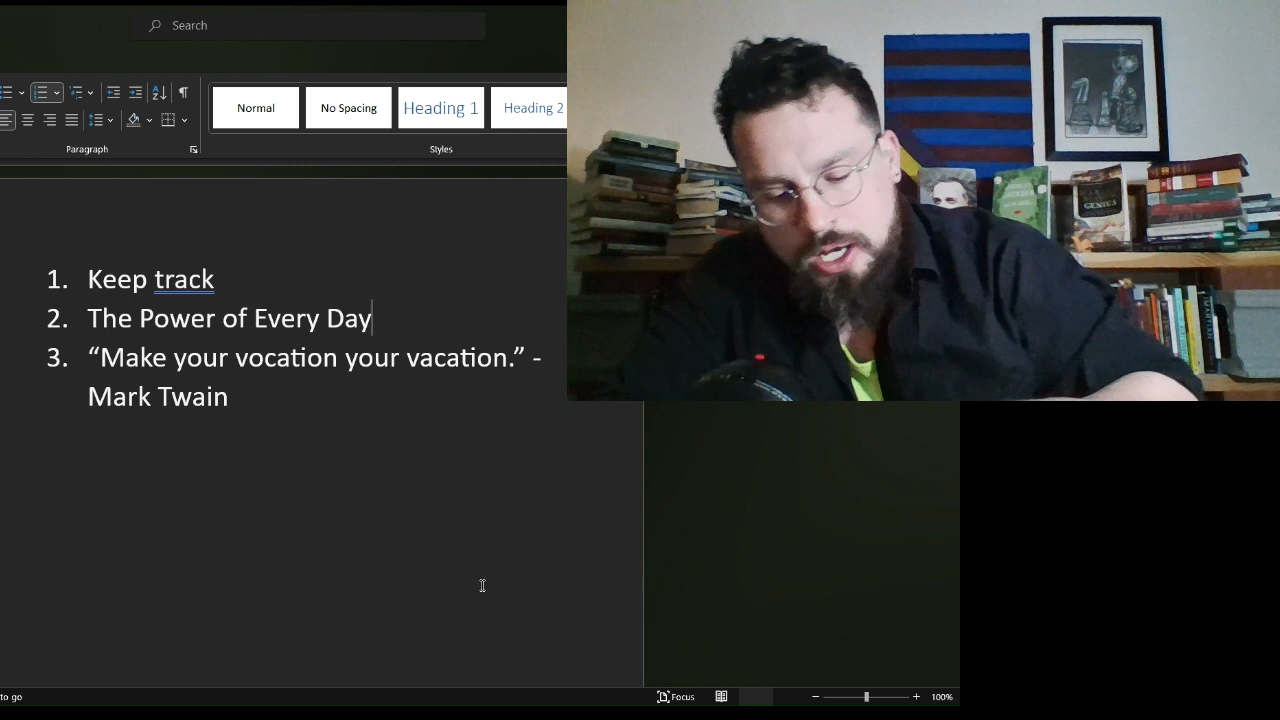 Search
Normal
No Spacing
Heading 1
Heading 2
Paragraph
Styles
1. Keep track
2. The Power of Every Day
3. “Make your vocation your vacation.” -
Mark Twain
GENIUS
to go
Focus
100%